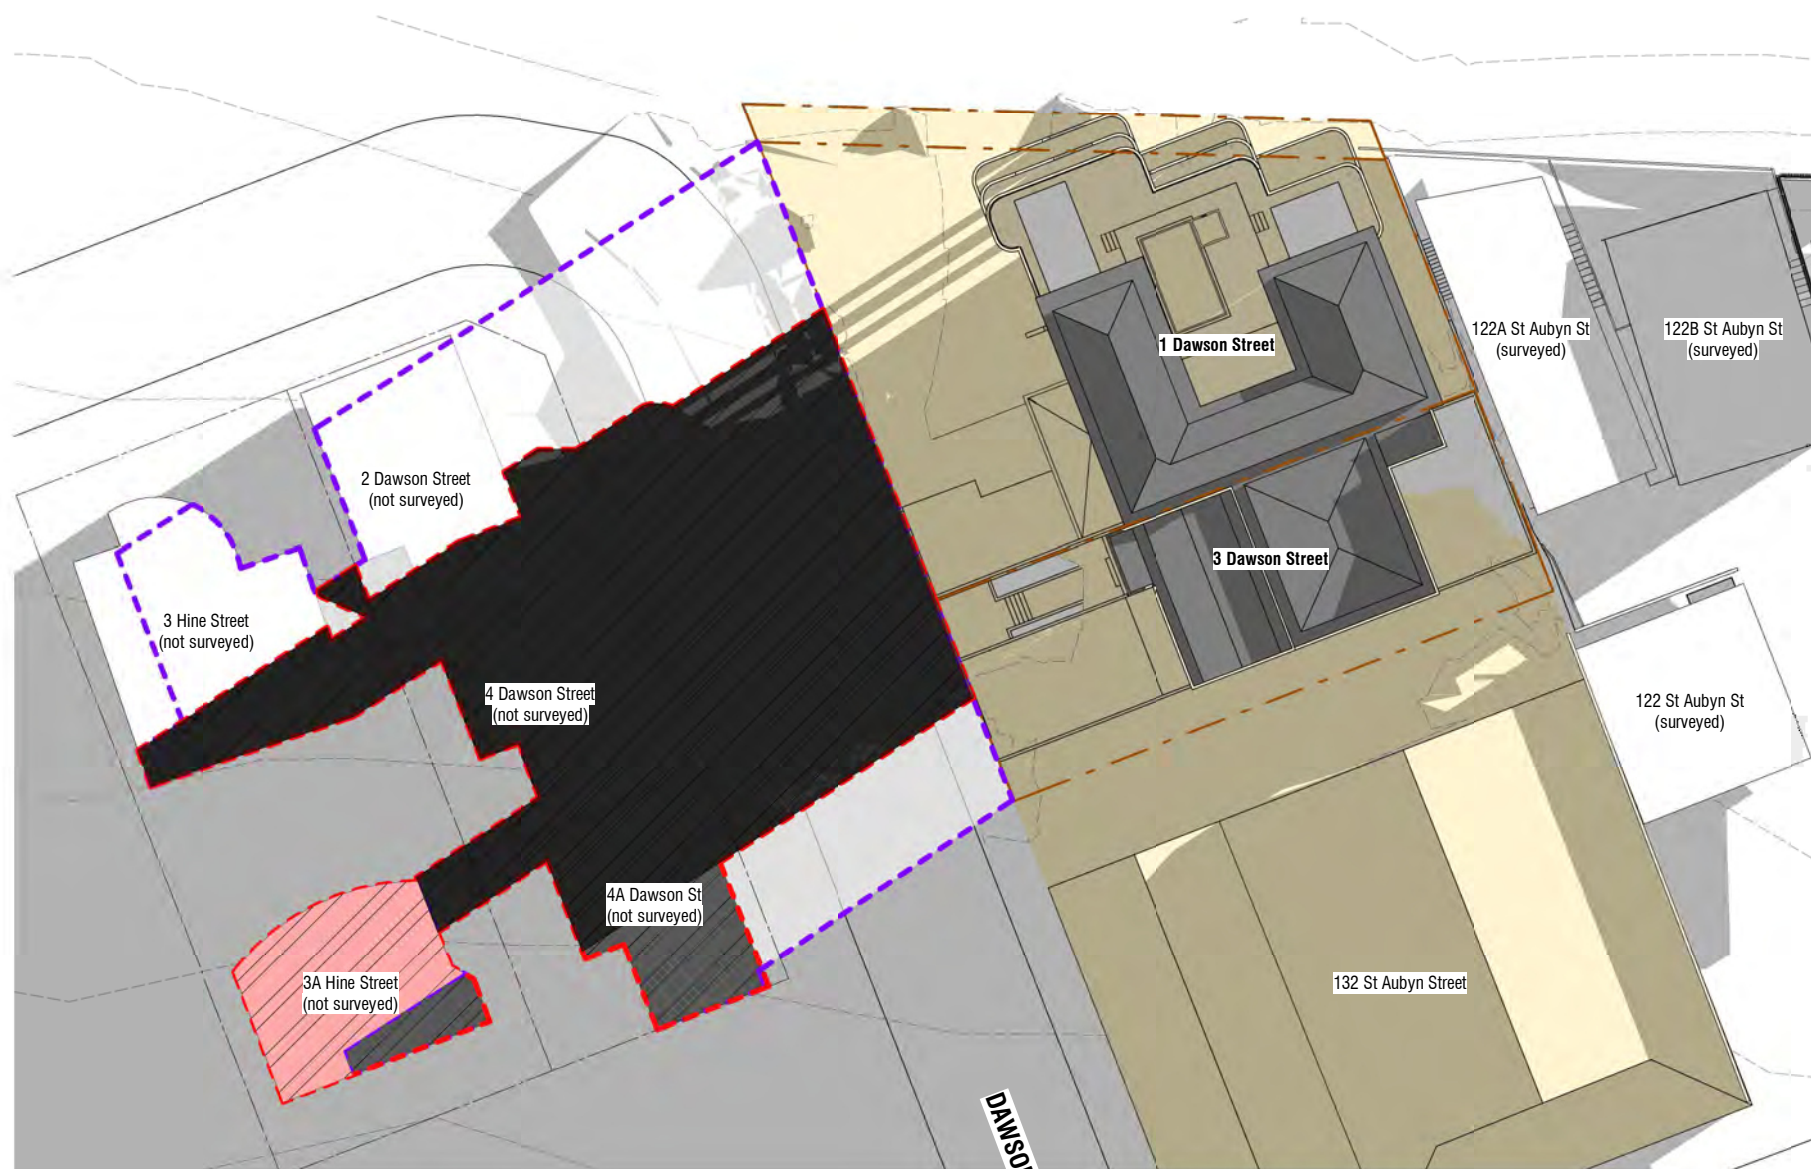 1 Dawson Street
122A St Aubyn St
(surveyed)
122B St Aubyn St
(surveyed)
2 Dawson Street
(not surveyed)
3 Dawson Street
3 Hine Street
(not surveyed)
4 Dawson Street
(not surveyed)
122 St Aubyn St
(surveyed)
4A Dawson St
(not surveyed)
3A Hine Street
(not surveyed)
132 St Aubyn Street
DAWSON